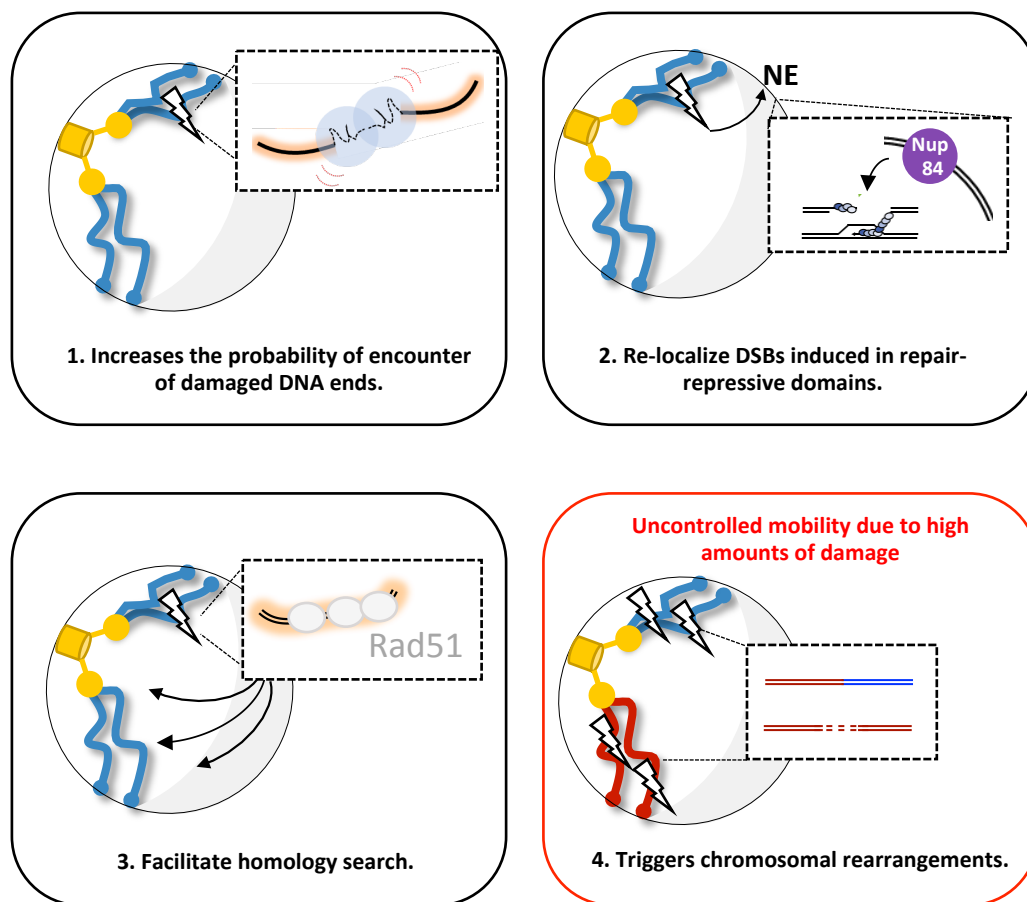 1. Increases the probability of encounter
of damaged DNA ends.
NE
Nup
84
2. Re-localize DSBs induced in repair-
repressive domains.
Rad51
3. Facilitate homology search.
Uncontrolled mobility due to high
amounts of damage
4. Triggers chromosomal rearrangements.